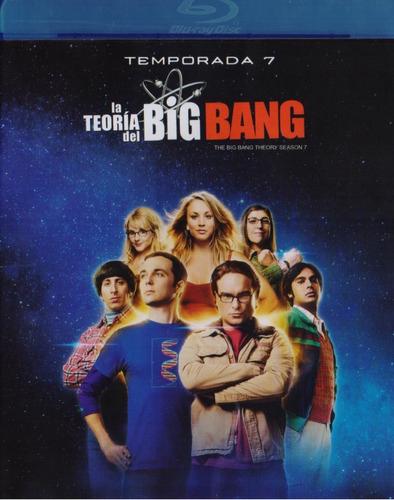 Blu-ray Disc
TEMPORADA 7
la
TEORÍA
del
BIG BANG
THE BIG BANG THEORY SEASON 7